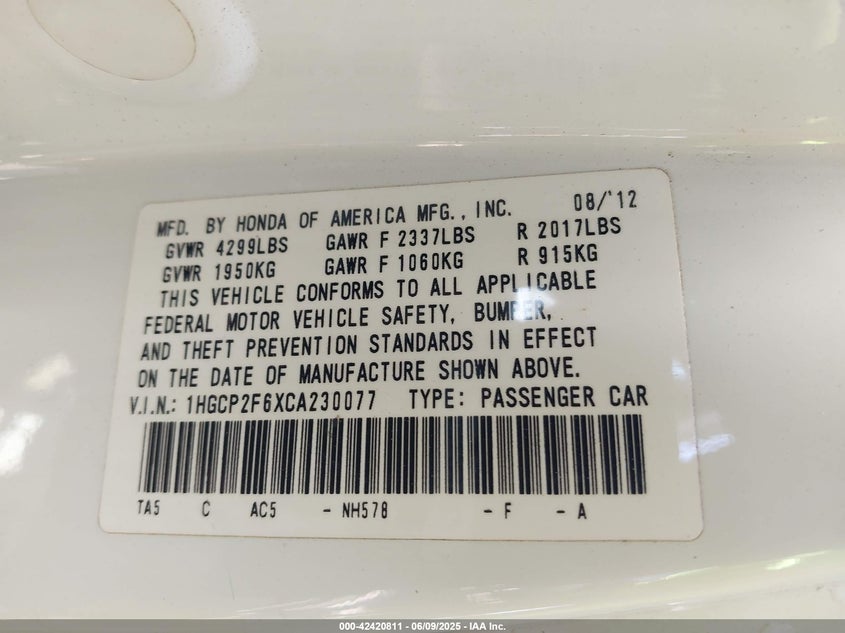 MFD. BY HONDA OF AMERICA MFG., INC. 08/'12
GVWR 4299LBS GAWR F 2337LBS R 2017LBS
GVWR 1950KG GAWR F 1060KG R 915KG
THIS VEHICLE CONFORMS TO ALL APPLICABLE
FEDERAL MOTOR VEHICLE SAFETY, BUMPER,
AND THEFT PREVENTION STANDARDS IN EFFECT
ON THE DATE OF MANUFACTURE SHOWN ABOVE.
V.I.N.: 1HGCP2F6XCA230077 TYPE: PASSENGER CAR
TA5 C AC5 - NH578 - F - A
000-42420811 - 06/09/2025 - IAA Inc.